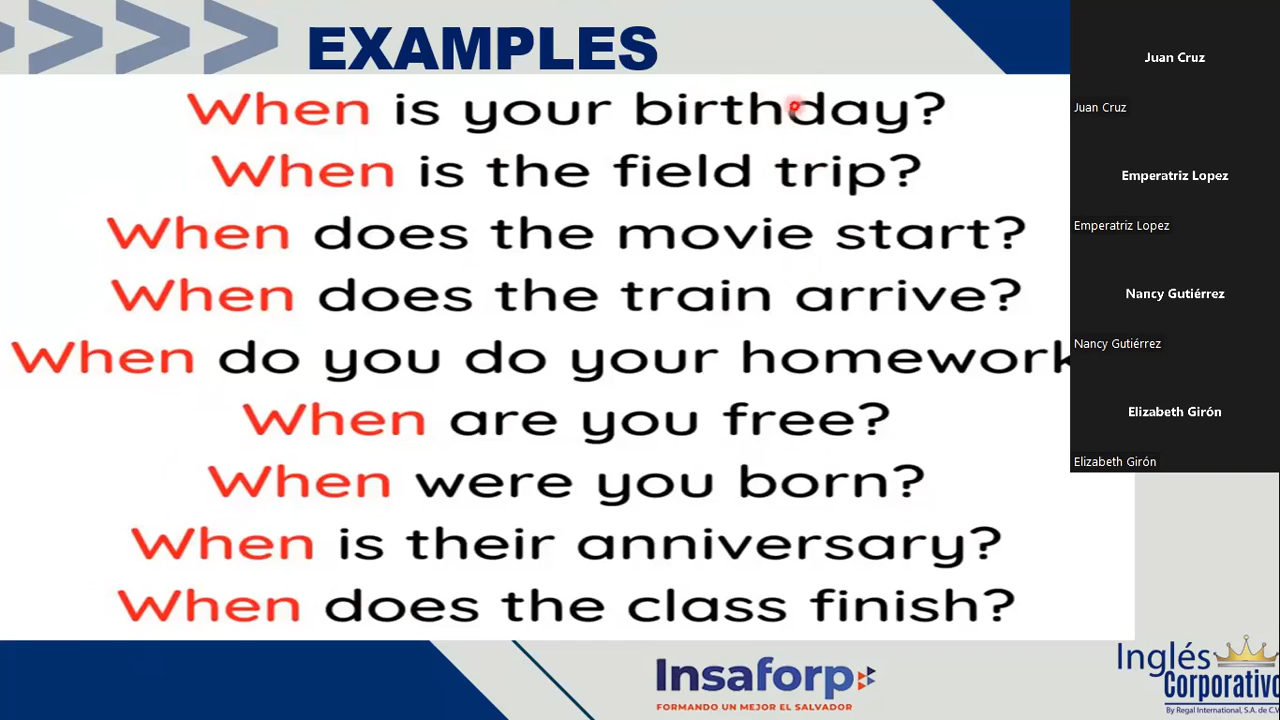 EXAMPLES
When is your birthday?
When is the field trip?
When does the movie start?
When does the train arrive?
When do you do your homework
When are you free?
When were you born?
When is their anniversary?
When does the class finish?
Juan Cruz
Juan Cruz
Emperatriz Lopez
Emperatriz Lopez
Nancy Gutiérrez
Nancy Gutiérrez
Elizabeth Girón
Elizabeth Girón
Insaforp
FORMANDO UN MEJOR EL SALVADOR
Inglés
Corporativo
By Regal International, S.A. de C.V